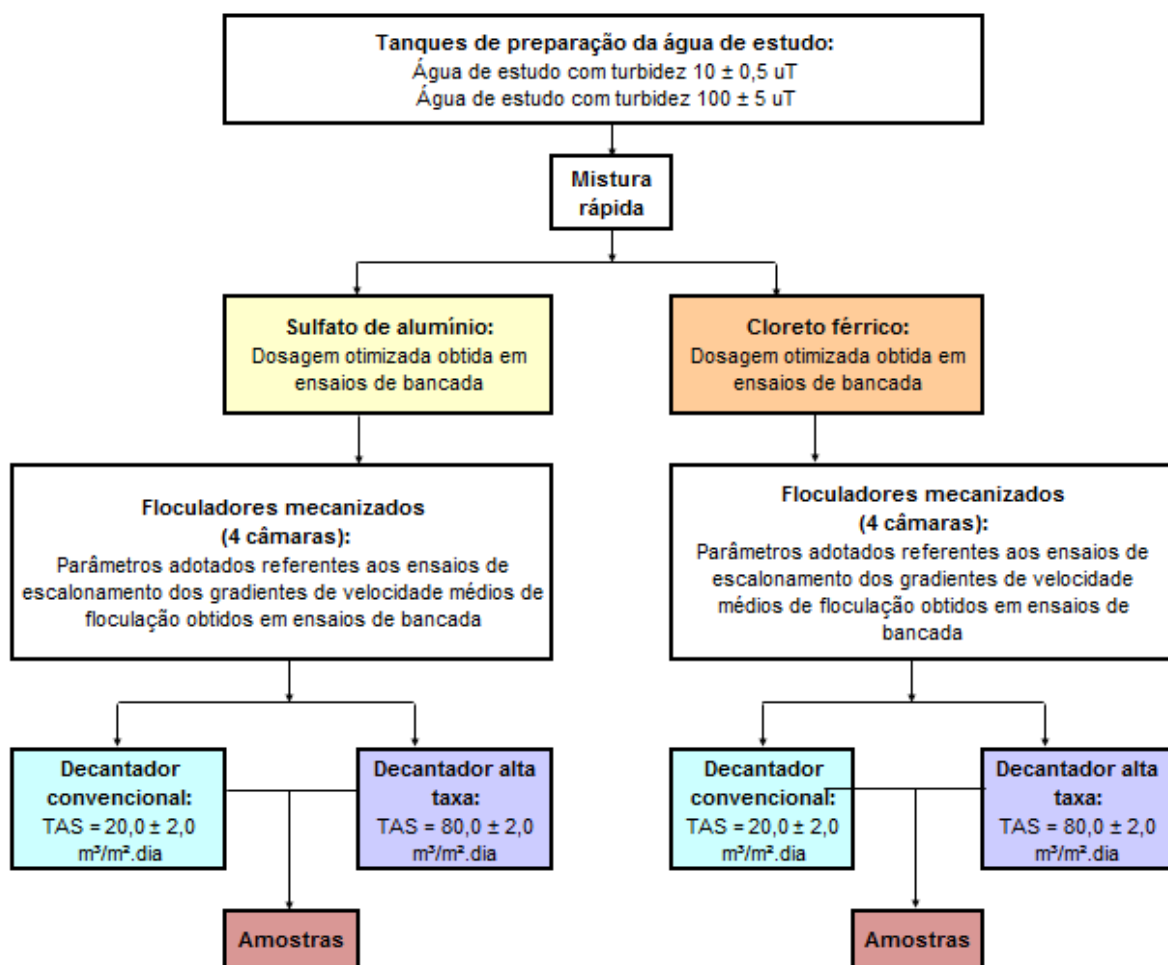 Tanques de preparação da água de estudo:
Água de estudo com turbidez 10 ± 0,5 uT
Água de estudo com turbidez 100 ± 5 uT
Mistura
rápida
Sulfato de alumínio:
Dosagem otimizada obtida em
ensaios de bancada
Cloreto férrico:
Dosagem otimizada obtida em
ensaios de bancada
Floculadores mecanizados
(4 câmaras):
Parâmetros adotados referentes aos ensaios de
escalonamento dos gradientes de velocidade médios de
floculação obtidos em ensaios de bancada
Floculadores mecanizados
(4 câmaras):
Parâmetros adotados referentes aos ensaios de
escalonamento dos gradientes de velocidade
médios de floculação obtidos em ensaios de
bancada
Decantador
convencional:
TAS = 20,0 ± 2,0
m³/m².dia
Decantador alta
taxa:
TAS = 80,0 ± 2,0
m³/m².dia
Decantador
convencional:
TAS = 20,0 ± 2,0
m³/m².dia
Decantador alta
taxa:
TAS = 80,0 ± 2,0
m³/m².dia
Amostras
Amostras